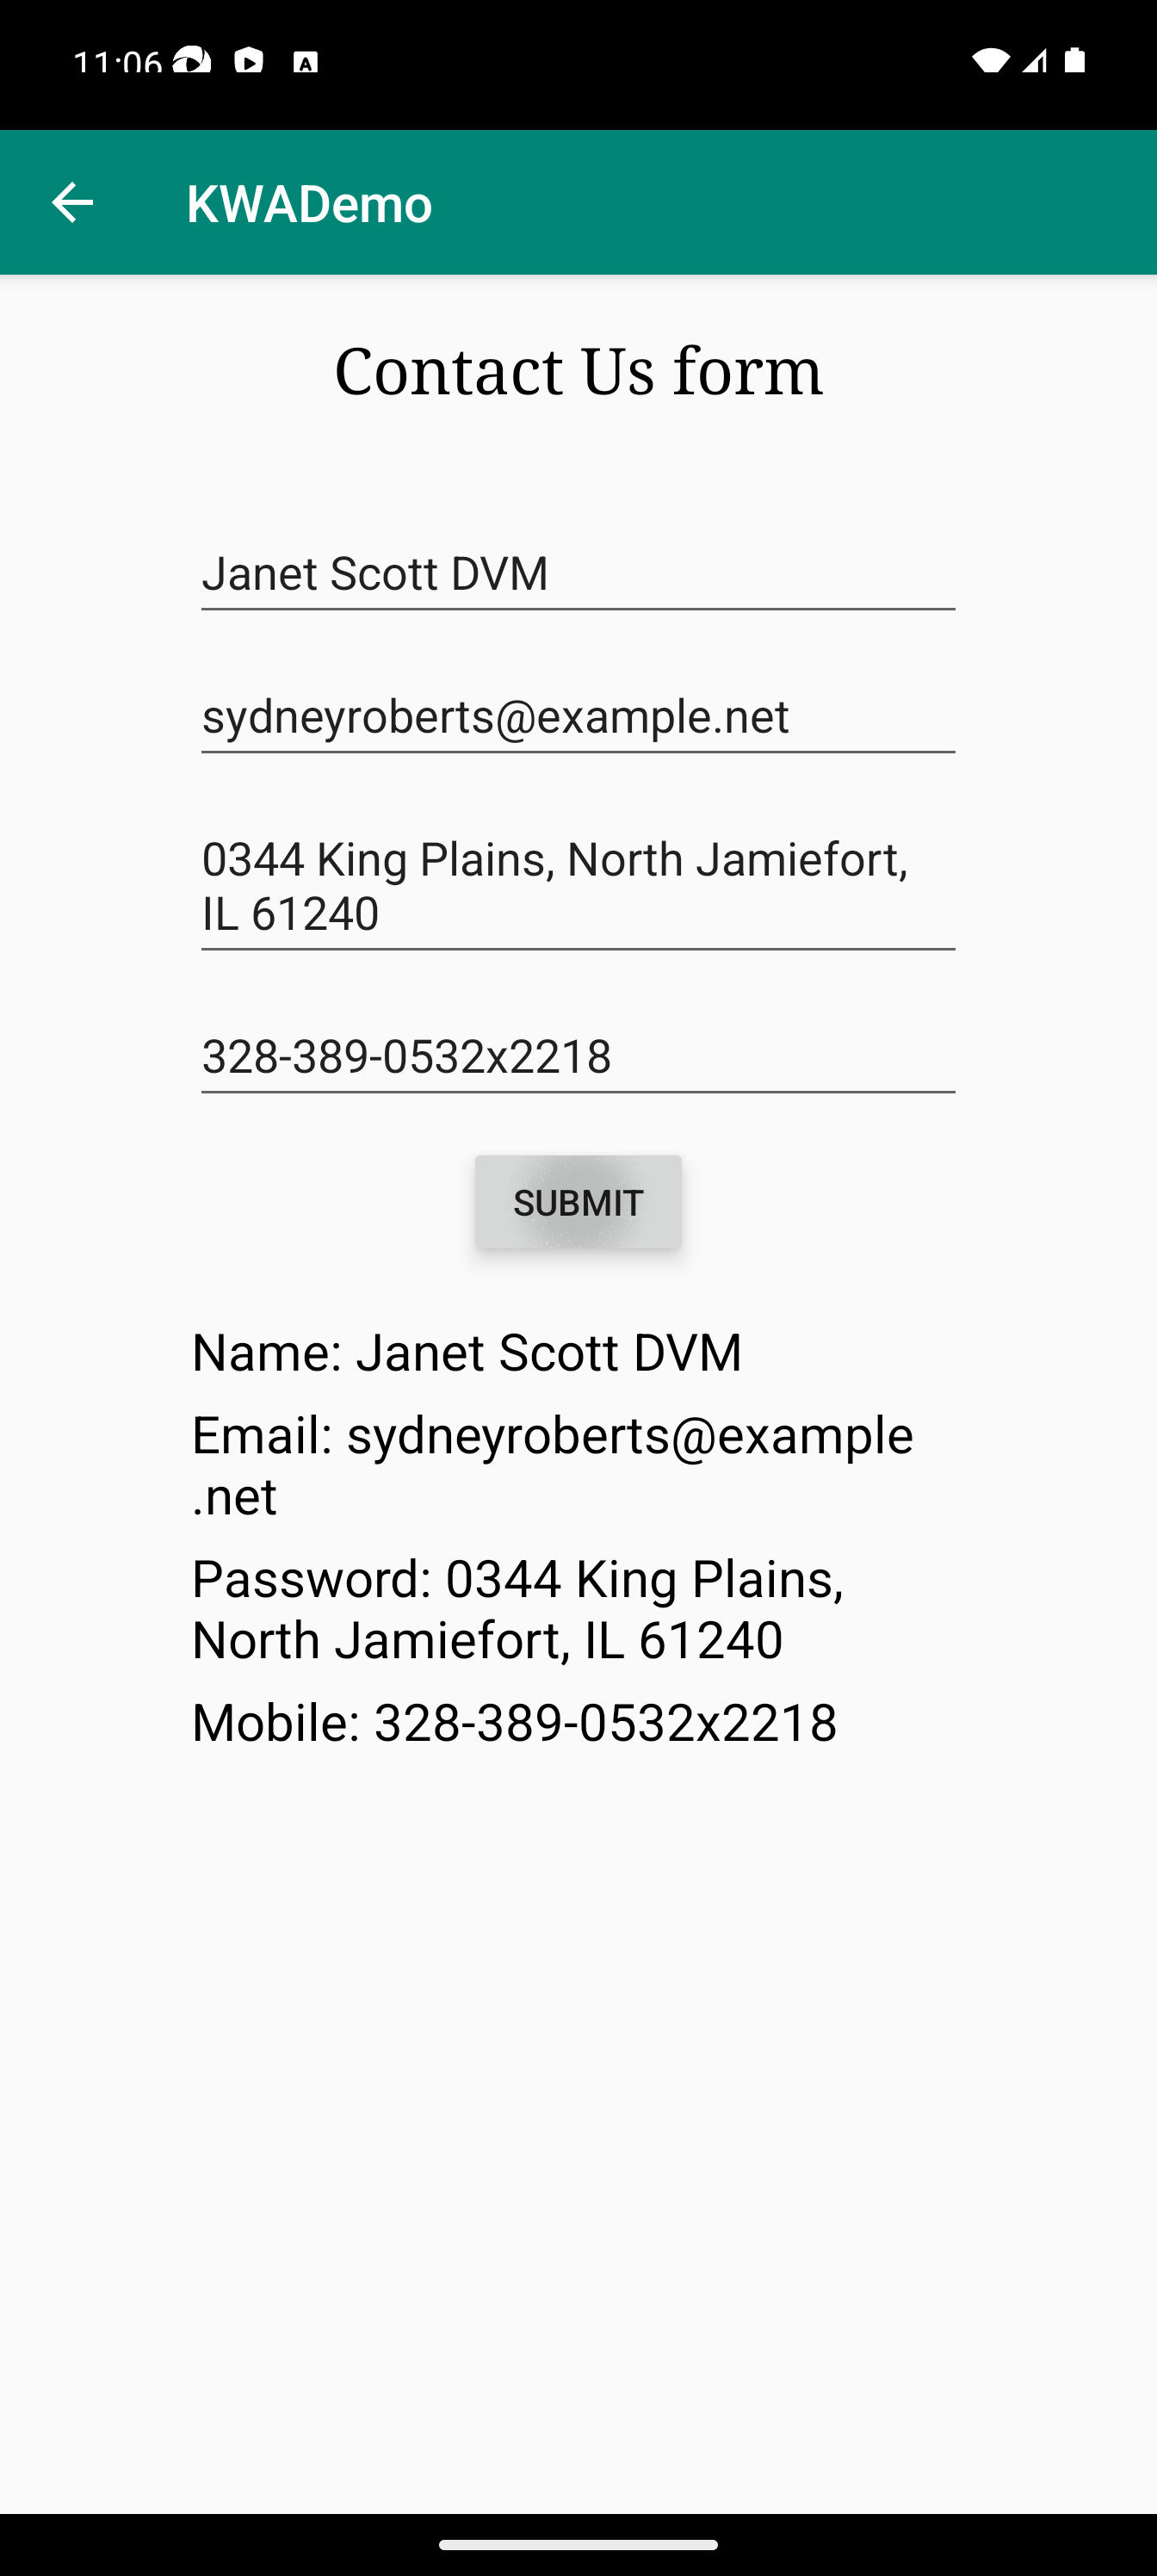 11:06
KWADemo
Contact Us form
Janet Scott DVM
sydneyroberts@example.net
0344 King Plains, North Jamiefort,
IL 61240
328-389-0532x2218
SUBMIT
Name: Janet Scott DVM
Email: sydneyroberts@example
.net
Password: 0344 King Plains,
North Jamiefort, IL 61240
Mobile: 328-389-0532x2218